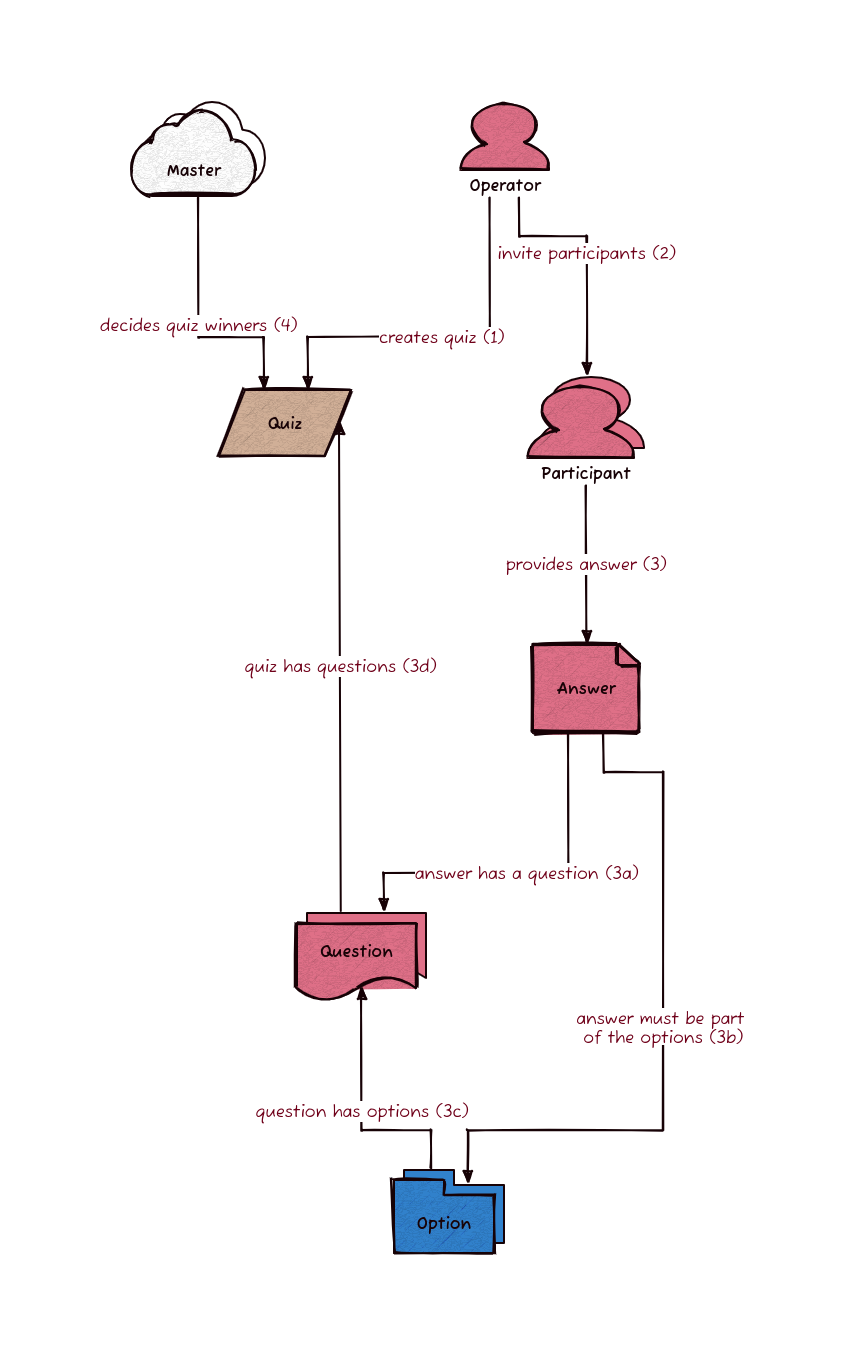 Master
Operator
invite participants (2)
decides quiz winners (4)
creates quiz (1)
Quiz
Participant
provides answer (3)
quiz has questions (3d)
Answer
answer has a question (3a)
Question
answer must be part
of the options (3b)
question has options (3c)
Option